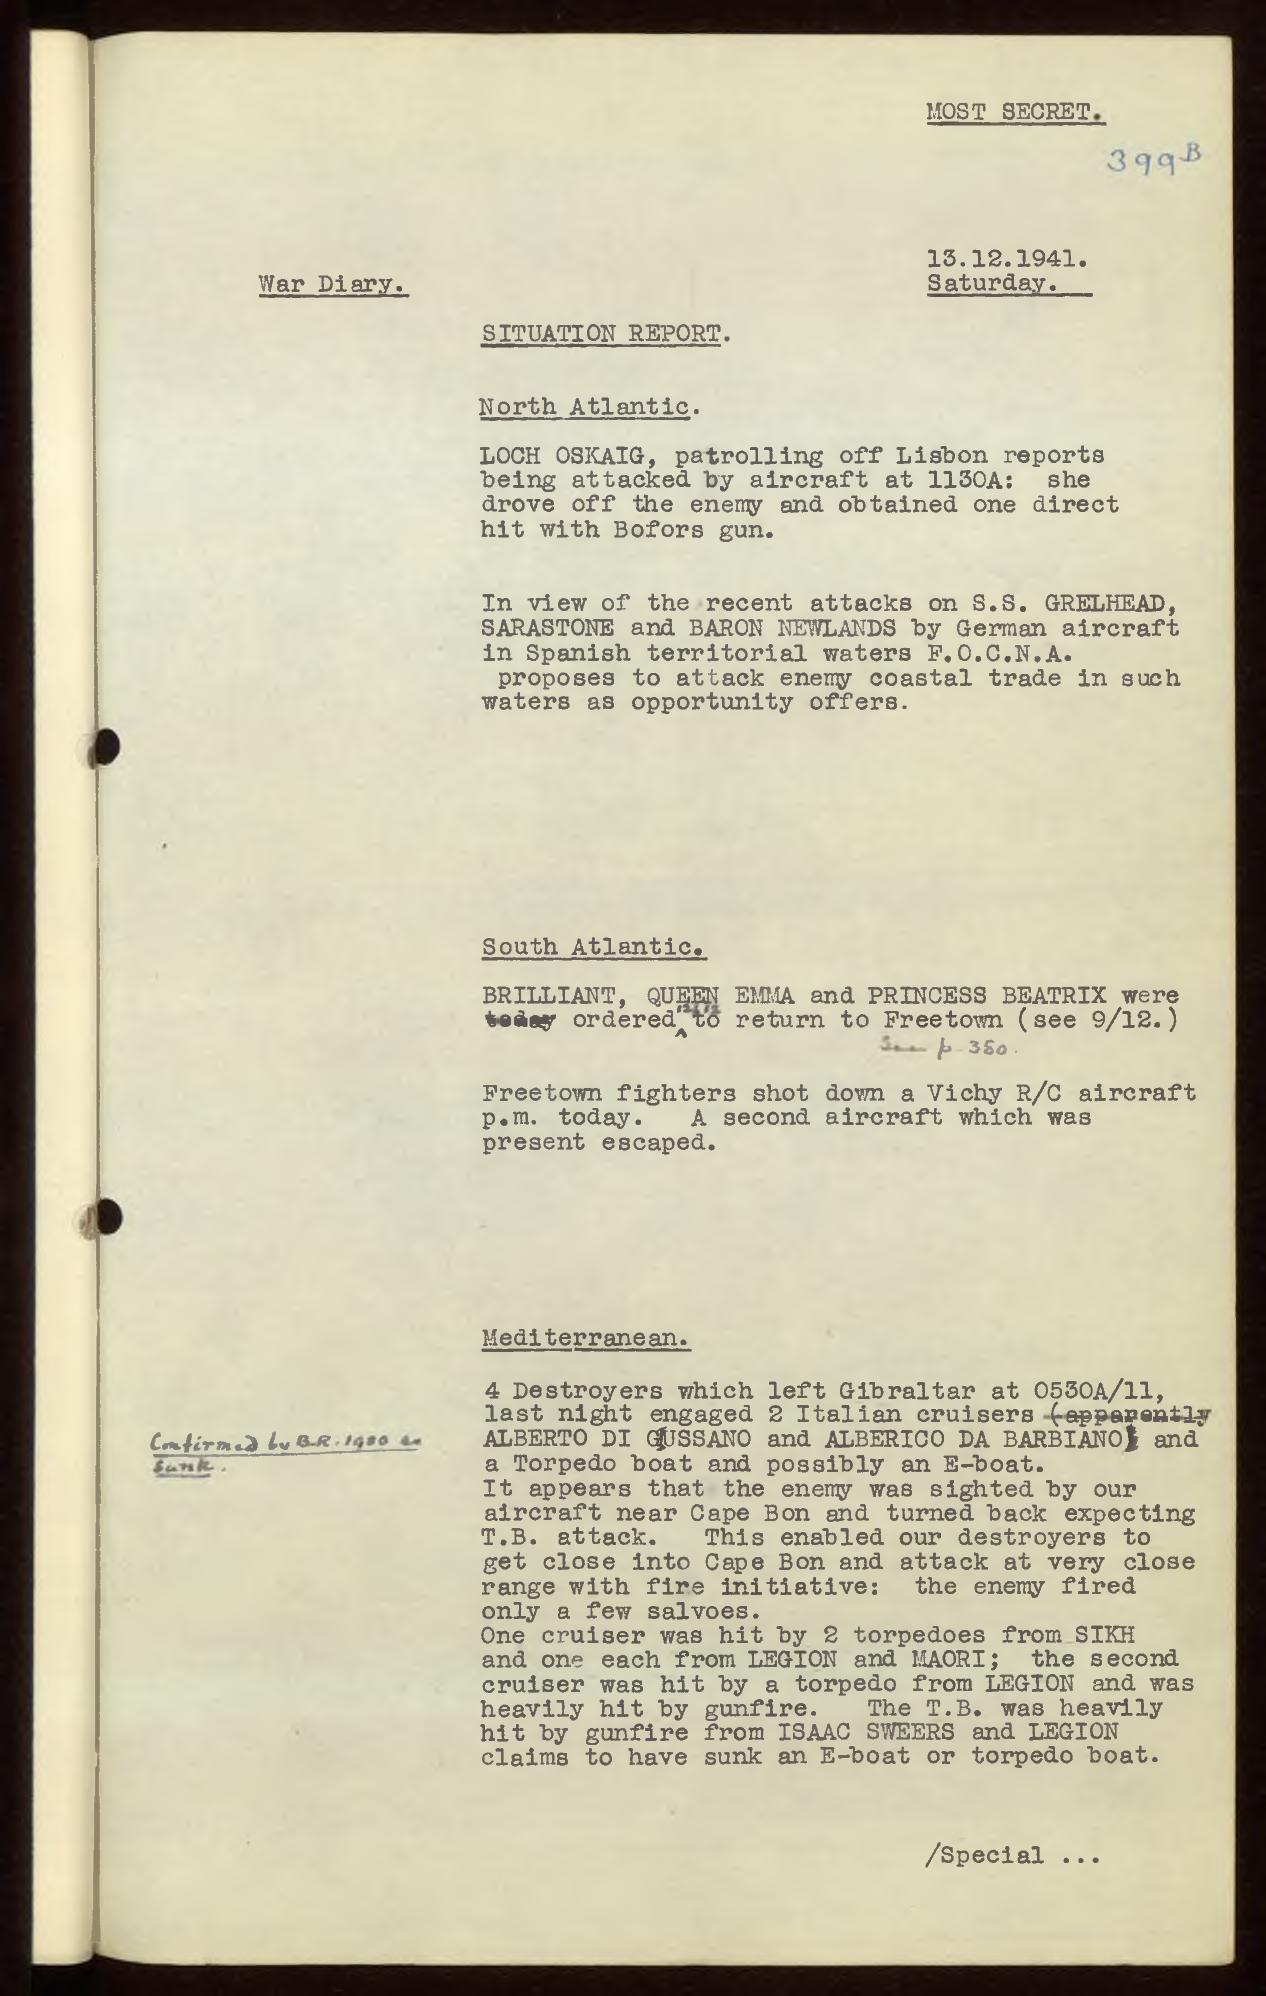 MOST SECRET.
399B
13.12.1941.
War Diary.
Saturday.
SITUATION REPORT.
North Atlantic.
LOCH OSKAIG, patrolling off Lisbon reports
being attacked by aircraft at 1130A: she
drove off the enemy and obtained one direct
hit with Bofors gun.
In view of the recent attacks on S.S. GRELHEAD,
SARASTONE and BARON NEWLANDS by German aircraft
in Spanish territorial waters F.O.C.N.A.
proposes to attack enemy coastal trade in such
waters as opportunity offers.
South Atlantic.
BRILLIANT, QUEEN EMMA and PRINCESS BEATRIX were
today ordered to return to Freetown (see 9/12.)
See p 380.
Freetown fighters shot down a Vichy R/C aircraft
p.m. today. A second aircraft which was
present escaped.
Mediterranean.
4 Destroyers which left Gibraltar at 0530A/11,
last night engaged 2 Italian cruisers (apparently
ALBERTO DI GUSSANO and ALBERICO DA BARBIANO) and
Confirmed by B.R. 1900 as
sunk.
a Torpedo boat and possibly an E-boat.
It appears that the enemy was sighted by our
aircraft near Cape Bon and turned back expecting
T.B. attack. This enabled our destroyers to
get close into Cape Bon and attack at very close
range with fire initiative: the enemy fired
only a few salvoes.
One cruiser was hit by 2 torpedoes from SIKH
and one each from LEGION and MAORI; the second
cruiser was hit by a torpedo from LEGION and was
heavily hit by gunfire. The T.B. was heavily
hit by gunfire from ISAAC SWEERS and LEGION
claims to have sunk an E-boat or torpedo boat.
/Special ...